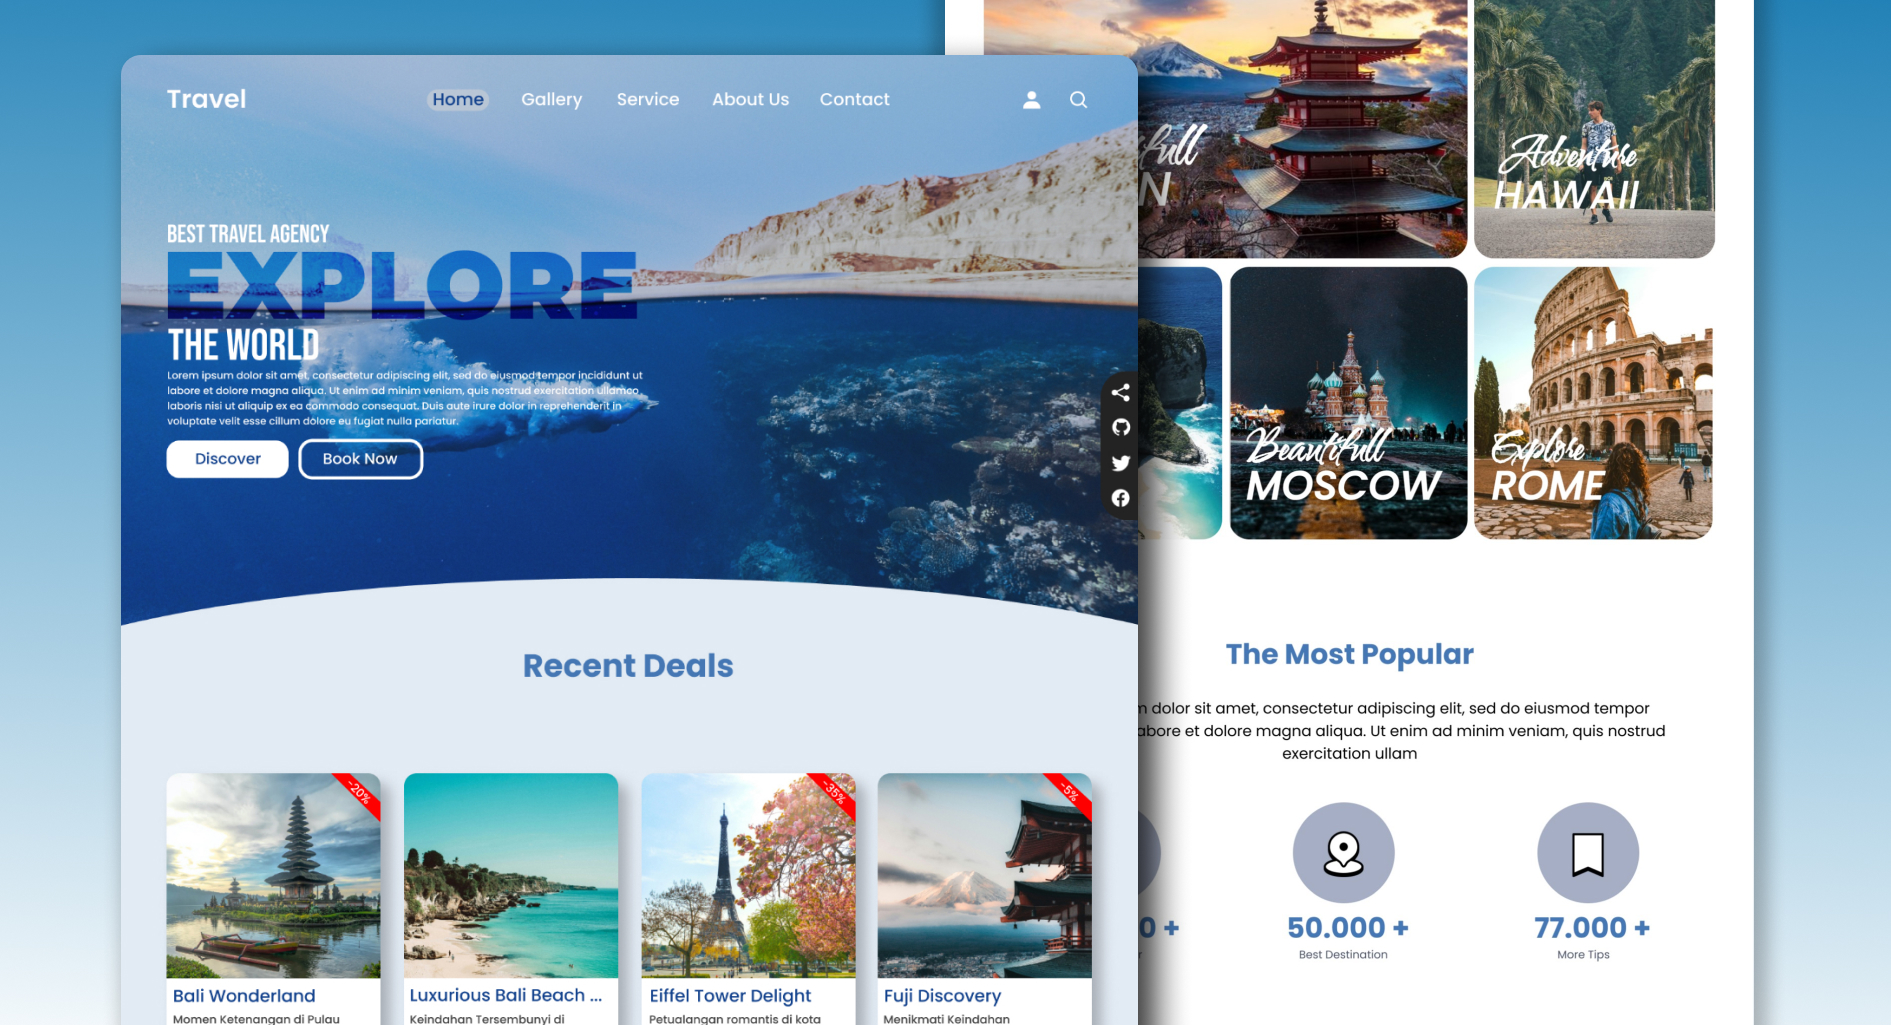 Travel
Home
Gallery
Service
About Us
Contact
BEST TRAVEL AGENCY
EXPLORE
THE WORLD
Lorem ipsum dolor sit amet, consectetur adipiscing elit, sed do eiusmod tempor incididunt ut
labore et dolore magna aliqua. Ut enim ad minim veniam, quis nostrud exercitation ullamco
laboris nisi ut aliquip ex ea commodo consequat. Duis aute irure dolor in reprehenderit in
voluptate velit esse cillum dolore eu fugiat nulla pariatur.
Discover
Book Now
Recent Deals
-20%
-35%
-5%
Bali Wonderland
Momen Ketenangan di Pulau
Luxurious Bali Beach ...
Keindahan Tersembunyi di
Eiffel Tower Delight
Petualangan romantis di kota
Fuji Discovery
Menikmati Keindahan
full
N
Adventure
HAWAII
Beautifull
MOSCOW
Explore
ROME
The Most Popular
dolor sit amet, consectetur adipiscing elit, sed do eiusmod tempor
abore et dolore magna aliqua. Ut enim ad minim veniam, quis nostrud
exercitation ullam
0 +
50.000 +
Best Destination
77.000 +
More Tips